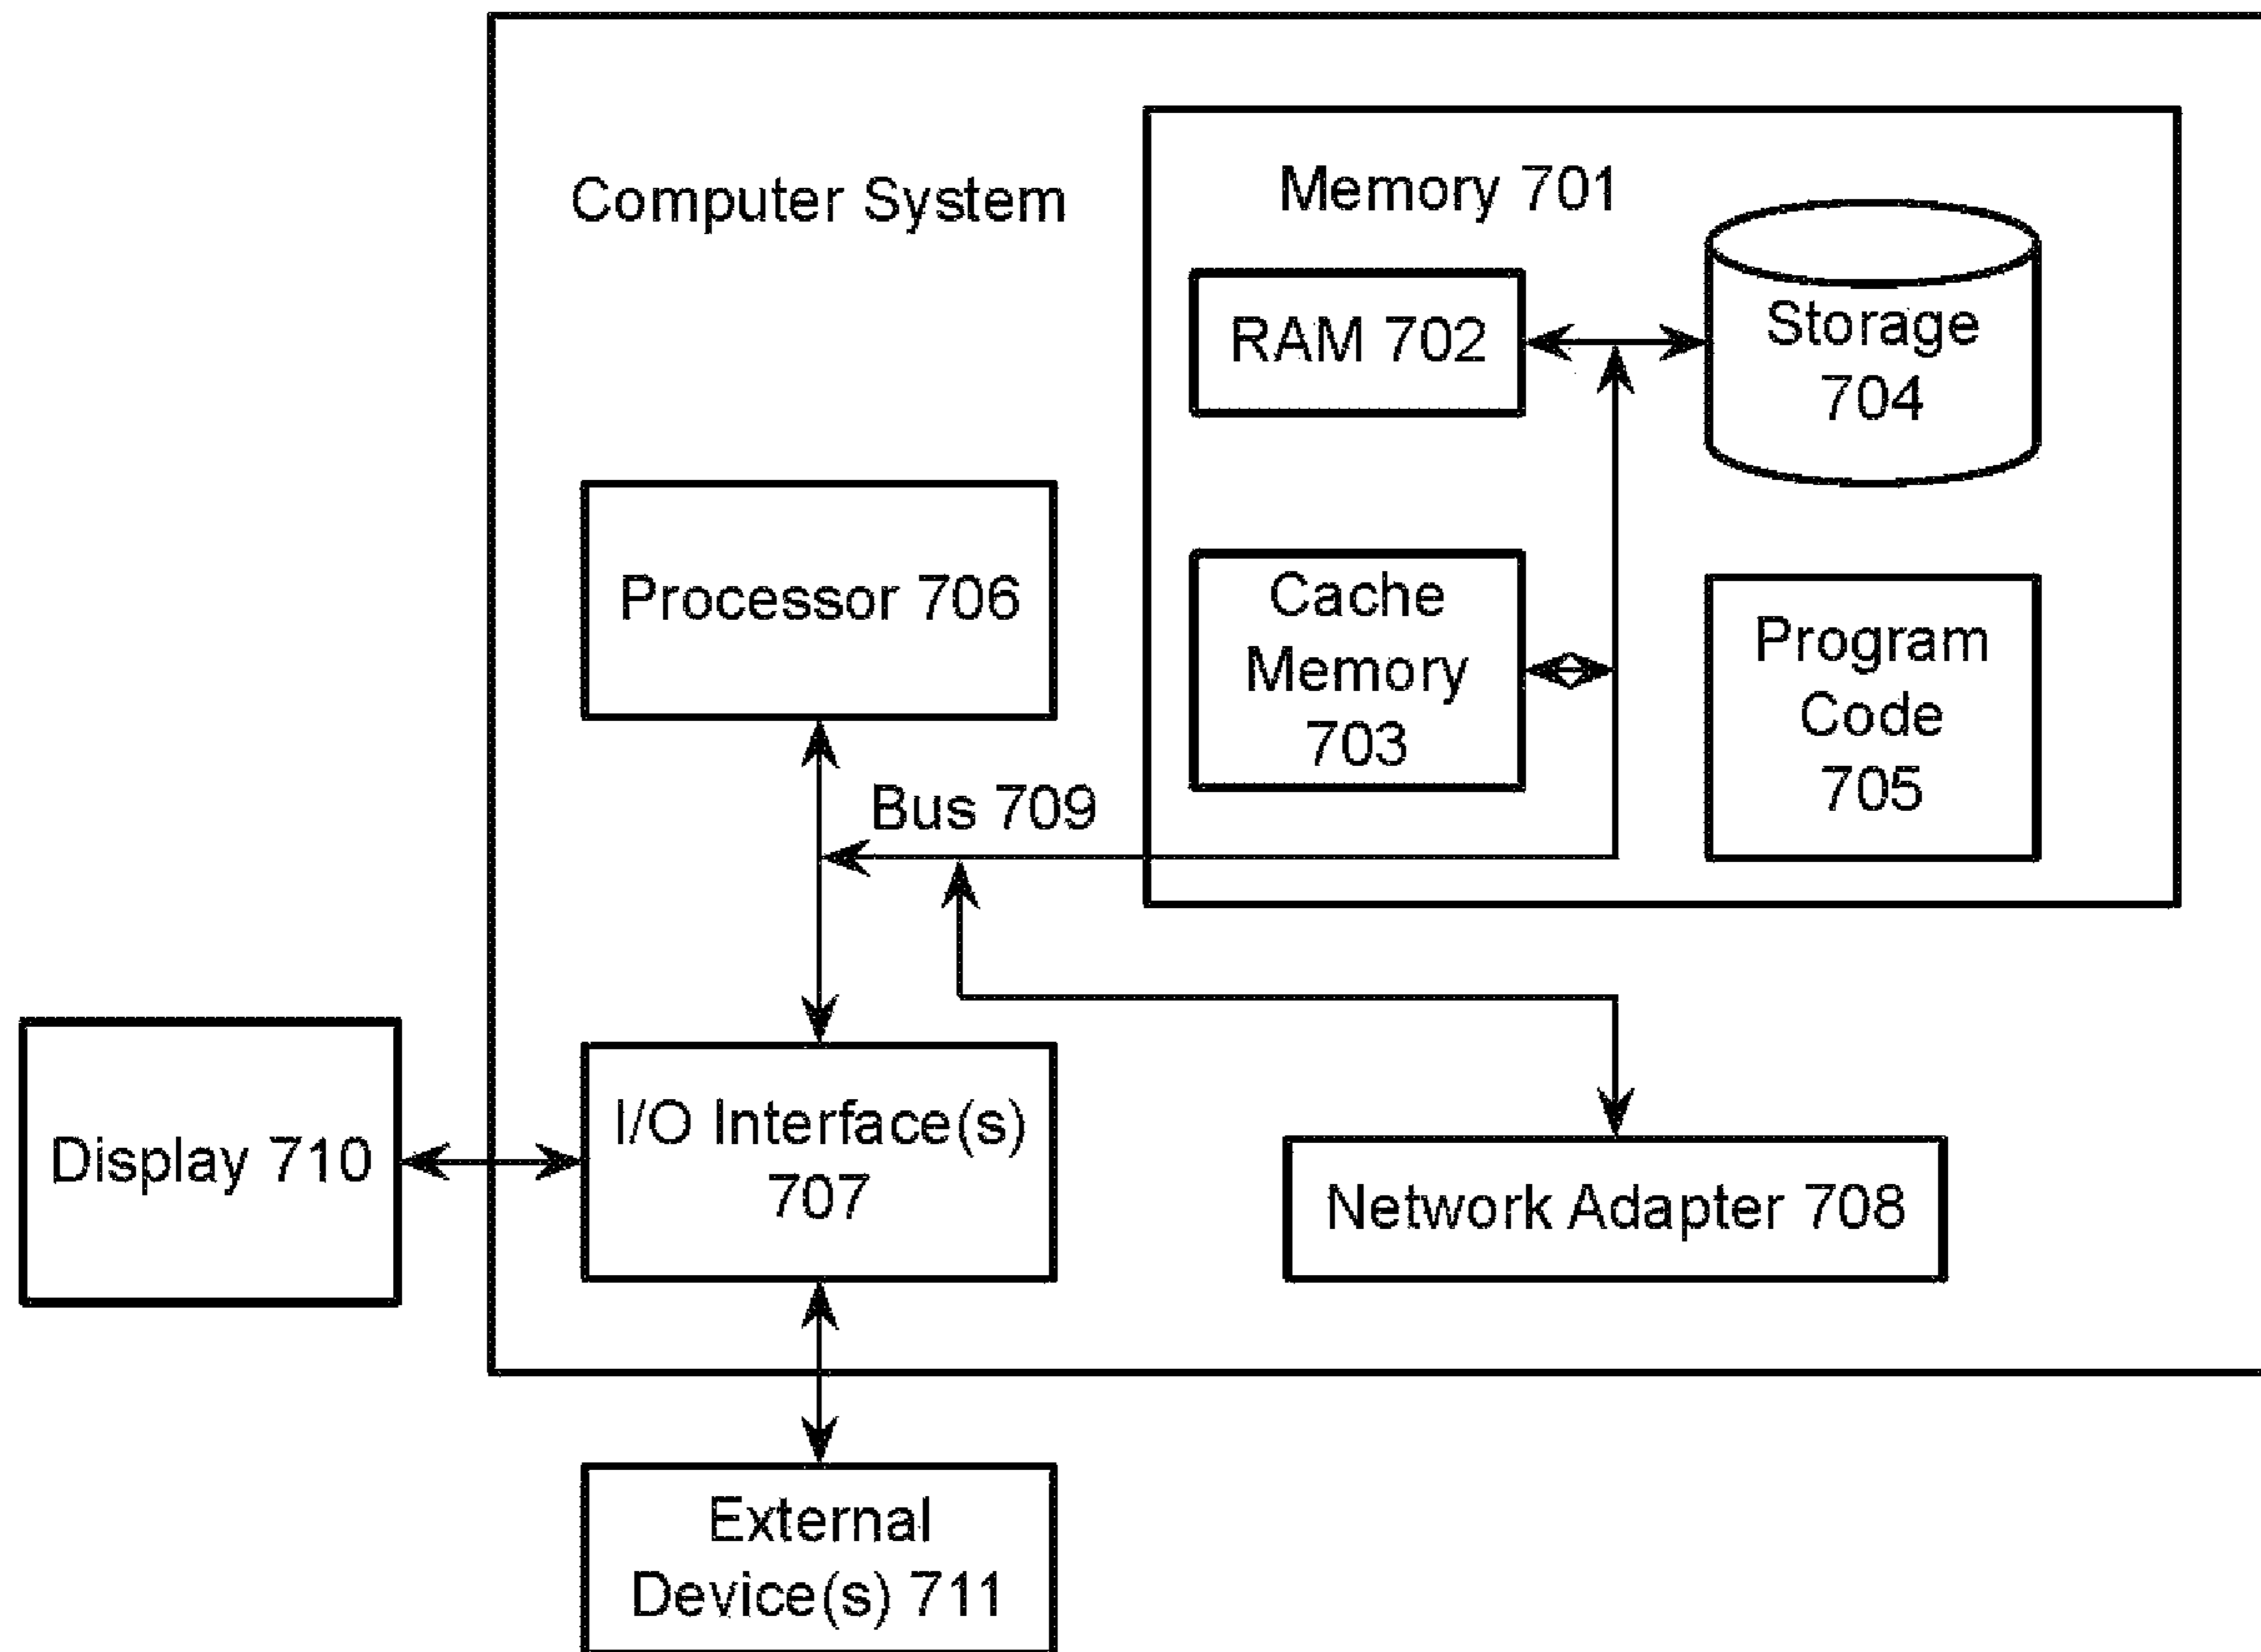 Computer System
Memory 701
RAM 702
Storage
704
Processor 706
Cache
Memory
703
Program
Code
705
Bus 709
Display 710
I/O Interface(s)
707
Network Adapter 708
External
Device(s) 711